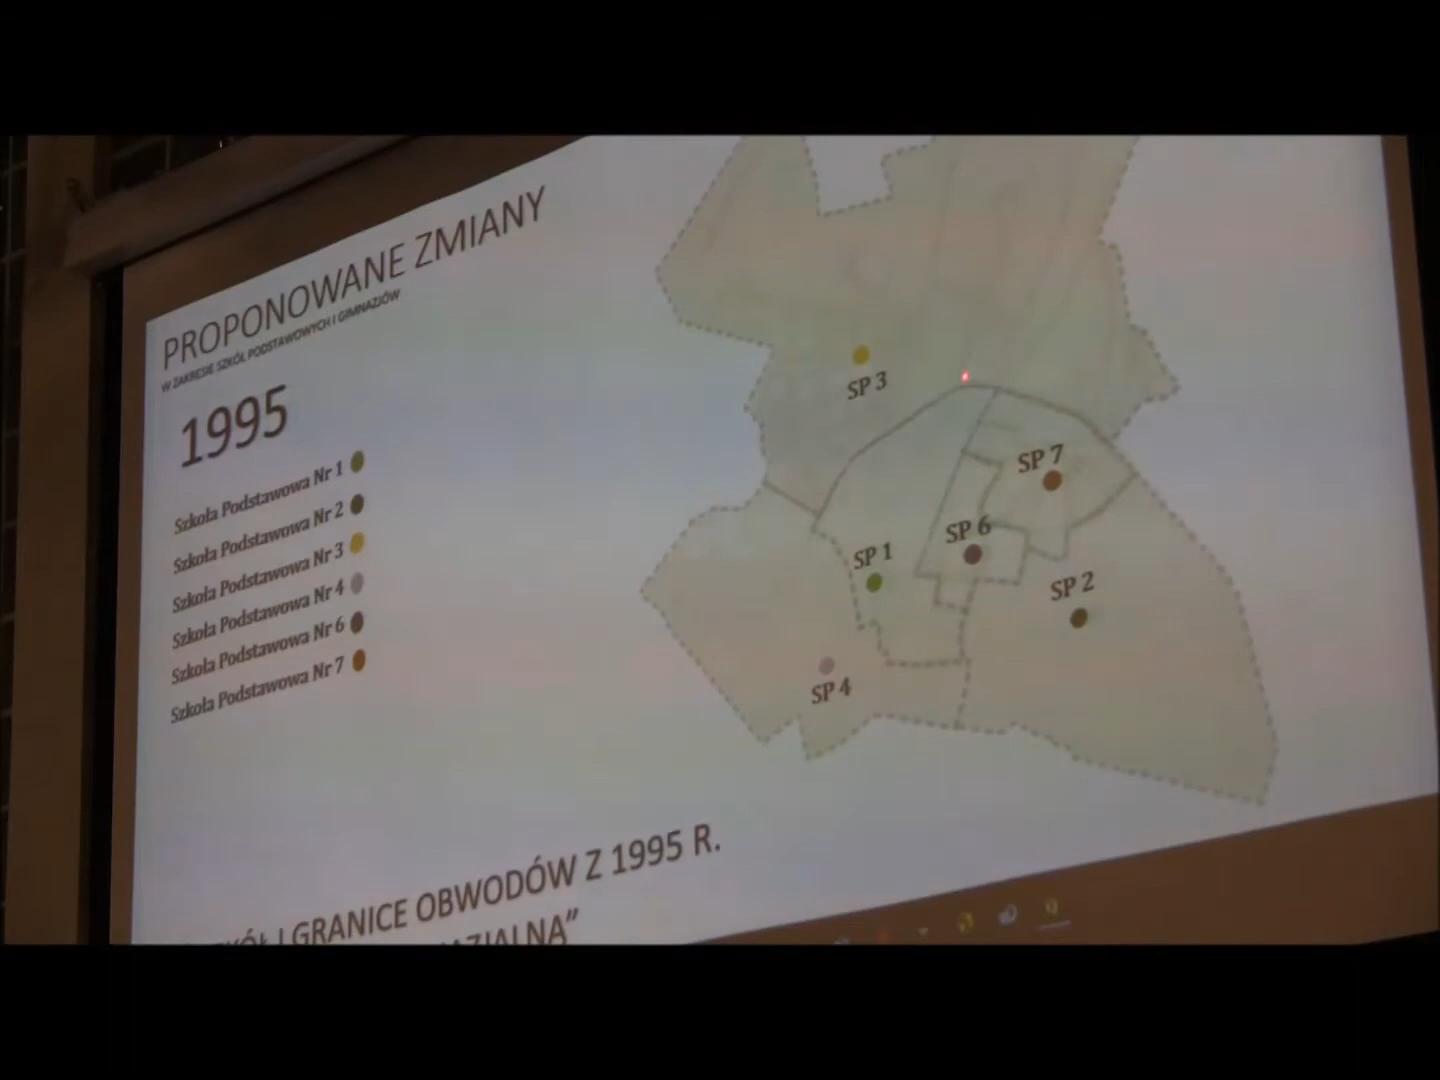 PROPONOWANE ZMIANY
W ZAKRESIE SZKÓŁ PODSTAWOWYCH I GIMNAZJÓW
1995
Szkoła Podstawowa Nr 1
Szkoła Podstawowa Nr 2
Szkoła Podstawowa Nr 3
Szkoła Podstawowa Nr 4
Szkoła Podstawowa Nr 6
Szkoła Podstawowa Nr 7
SP 3
SP 7
SP 6
SP 1
SP 2
SP 4
I GRANICE OBWODÓW Z 1995 R.